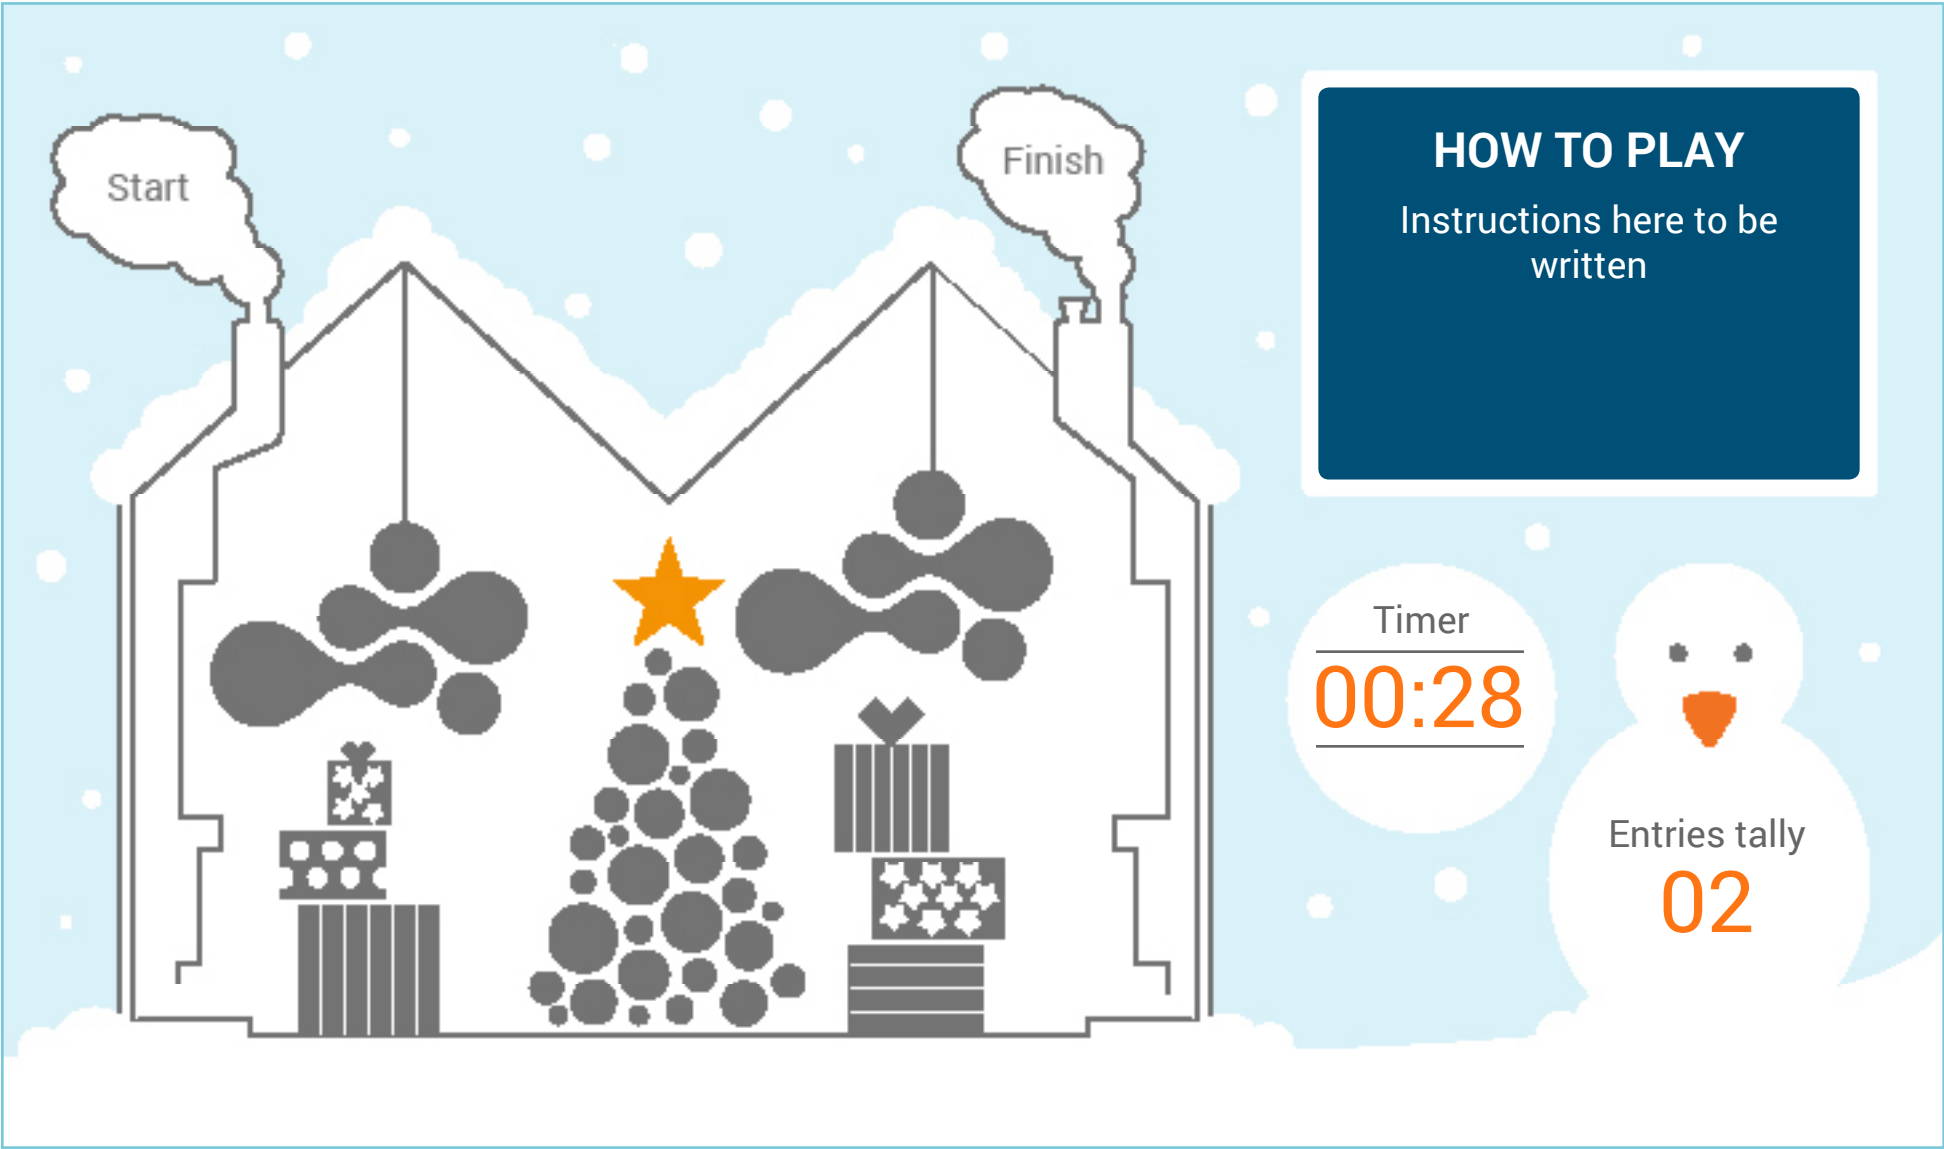 Start
Finish
HOW TO PLAY
Instructions here to be
written
Timer
00:28
Entries tally
02